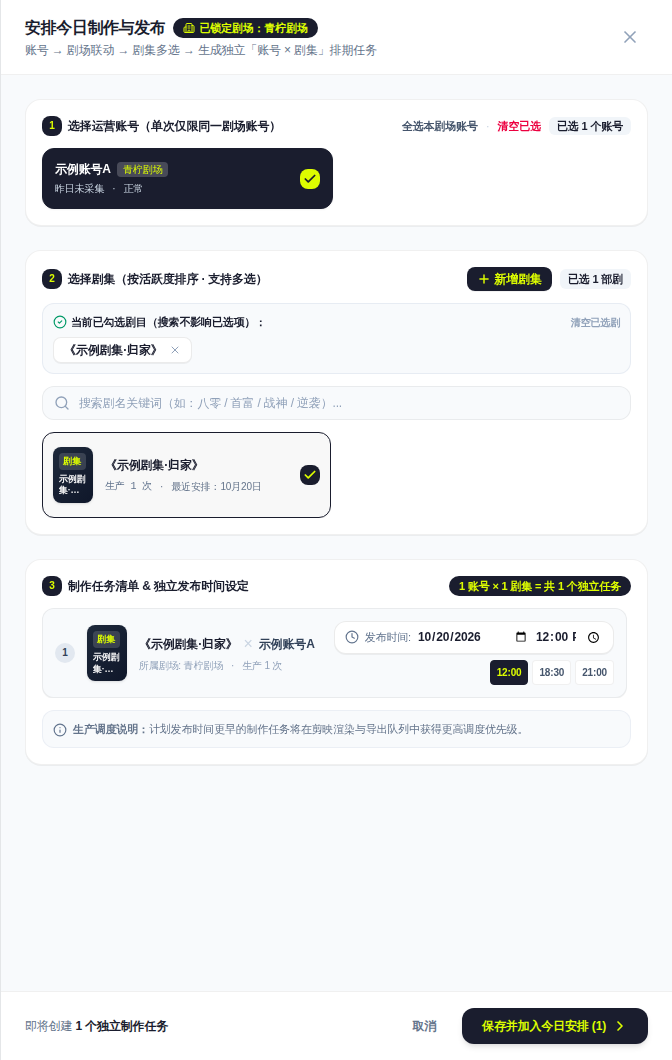 安排今日制作与发布 已锁定剧场：青柠剧场
账号 → 剧场联动 → 剧集多选 → 生成独立「账号 × 剧集」排期任务
1 选择运营账号（单次仅限同一剧场账号） 全选本剧场账号 · 清空已选 已选 1 个账号
示例账号A 青柠剧场
昨日未采集 · 正常
2 选择剧集（按活跃度排序 · 支持多选） 新增剧集 已选 1 部剧
当前已勾选剧目（搜索不影响已选项）： 清空已选剧
《示例剧集·归家》 ×
搜索剧名关键词（如：八零 / 首富 / 战神 / 逆袭）...
剧集
示例剧
集·...
《示例剧集·归家》
生产 1 次 · 最近安排：10月20日
3 制作任务清单 & 独立发布时间设定 1 账号 × 1 剧集 = 共 1 个独立任务
1
剧集
示例剧
集·...
《示例剧集·归家》 × 示例账号A
所属剧场: 青柠剧场 · 生产 1 次
发布时间: 10/20/2026 12:00
12:00 18:30 21:00
生产调度说明：计划发布时间更早的制作任务将在剪映渲染与导出队列中获得更高调度优先级。
即将创建 1 个独立制作任务 取消 保存并加入今日安排 (1)